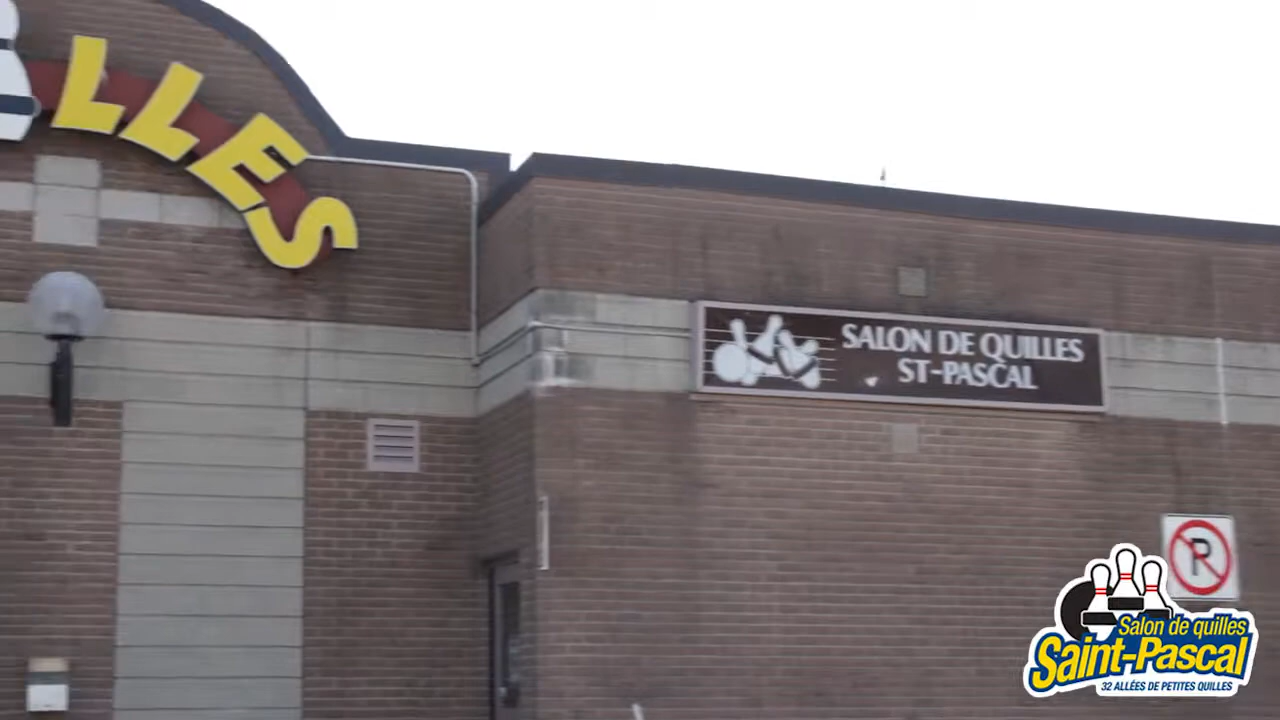 LLES
SALON DE QUILLES
ST-PASCAL
P
Salon de quilles
Saint-Pascal
32 ALLÉES DE PETITES QUILLES